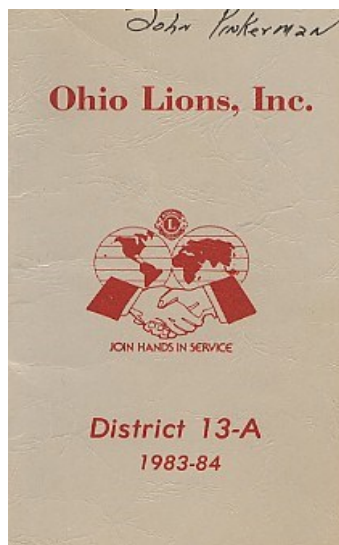 John Pinkerman
Ohio Lions, Inc.
L
JOIN HANDS IN SERVICE
District 13-A
1983-84